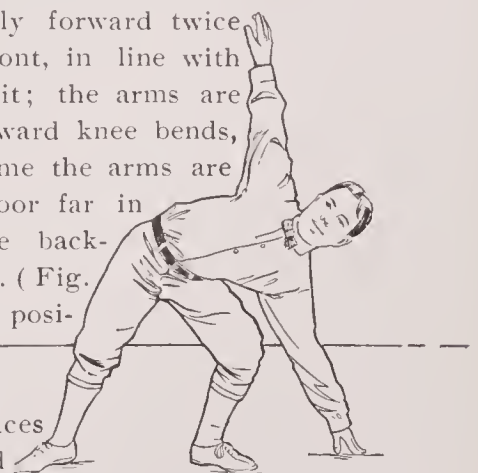 ly forward twice
ont, in line with
it; the arms are
ward knee bends,
me the arms are
oor far in
e back-
. ( Fig.
posi-
ces
d